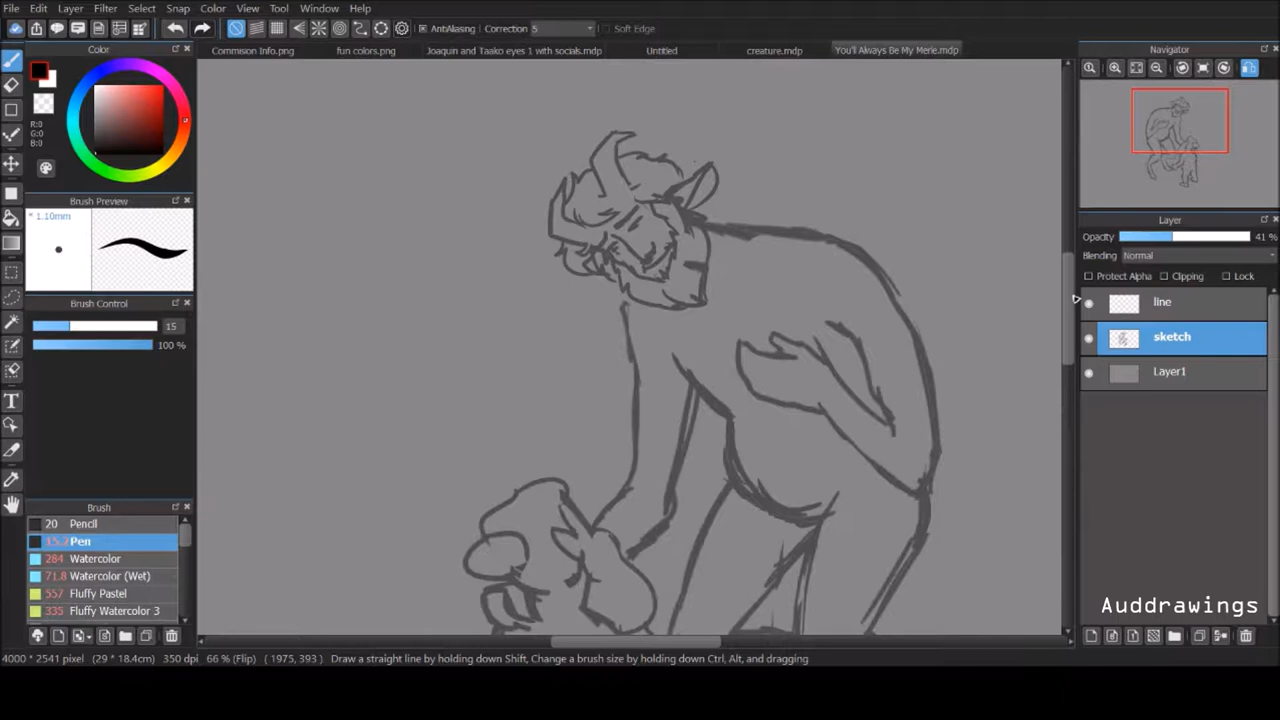 File Edit Layer Filter Select Snap Color View Tool Window Help
AntiAliasing Correction 5 Soft Edge
Color
Commision Info.png fun colors.png Joaquin and Taako eyes 1 with socials.mdp Untitled creature.mdp You'll Always Be My Merle.mdp
Navigator
R:0
G:0
B:0
Brush Preview
* 1.10mm
Layer
Opacity 41 %
Blending Normal
Protect Alpha Clipping Lock
Brush Control
line
15
sketch
100 %
Layer1
Brush
20 Pencil
15.2 Pen
284 Watercolor
71.8 Watercolor (Wet)
557 Fluffy Pastel
335 Fluffy Watercolor 3
Auddrawings
4000 * 2541 pixel (29 * 18.4cm) 350 dpi 66 % (Flip) ( 1975, 393 ) Draw a straight line by holding down Shift, Change a brush size by holding down Ctrl, Alt, and dragging